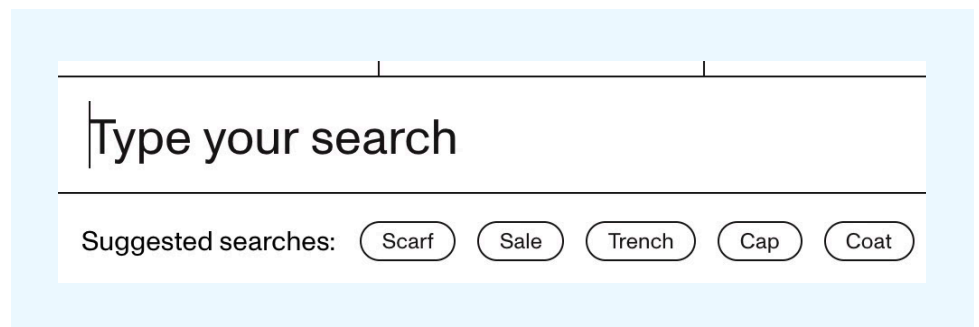 Type your search
Suggested searches: Scarf Sale Trench Cap Coat